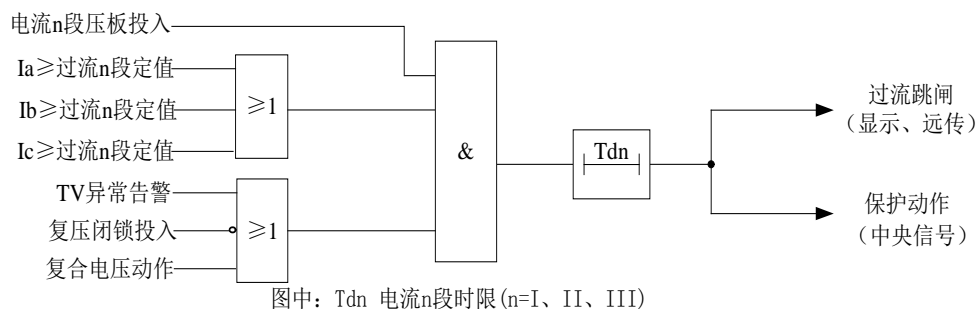 电流n段压板投入
Ia≥过流n段定值
Ib≥过流n段定值
Ic≥过流n段定值
≥1
TV异常告警
复压闭锁投入
复合电压动作
≥1
&
Tdn
过流跳闸
（显示、远传）
保护动作
（中央信号）
图中：Tdn 电流n段时限(n=I、II、III)